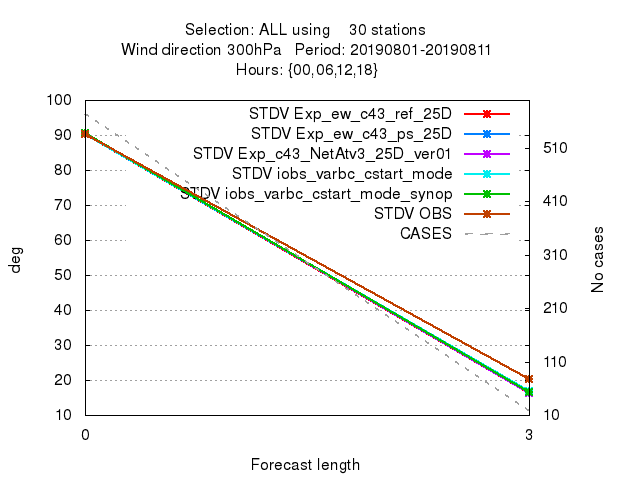 Selection: ALL using 30 stations
Wind direction 300hPa Period: 20190801-20190811
Hours: {00,06,12,18}
STDV Exp_ew_c43_ref_25D
STDV Exp_ew_c43_ps_25D
STDV Exp_c43_NetAtv3_25D_ver01
STDV iobs_varbc_cstart_mode
STDV iobs_varbc_cstart_mode_synop
STDV OBS
CASES
100
90
80
70
60
50
40
30
20
10
deg
510
410
310
210
110
10
No cases
0 3
Forecast length